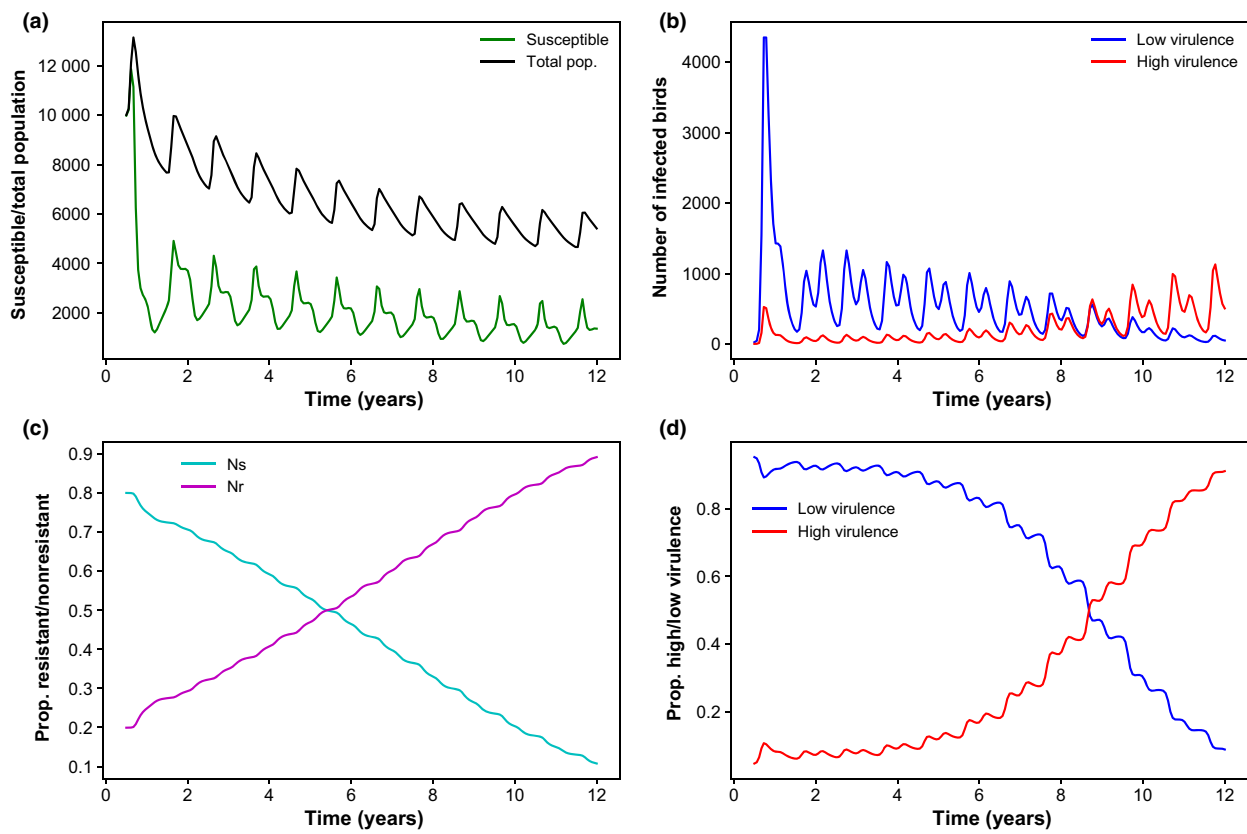 (a)
Susceptible
Total pop.
12 000
10 000
8000
6000
4000
2000
Susceptible/total population
0 2 4 6 8 10 12
Time (years)
(b)
Low virulence
High virulence
4000
3000
2000
1000
0
Number of infected birds
0 2 4 6 8 10 12
Time (years)
(c)
Ns
Nr
0.9
0.8
0.7
0.6
0.5
0.4
0.3
0.2
0.1
Prop. resistant/nonresistant
0 2 4 6 8 10 12
Time (years)
(d)
Low virulence
High virulence
0.8
0.6
0.4
0.2
Prop. high/low virulence
0 2 4 6 8 10 12
Time (years)